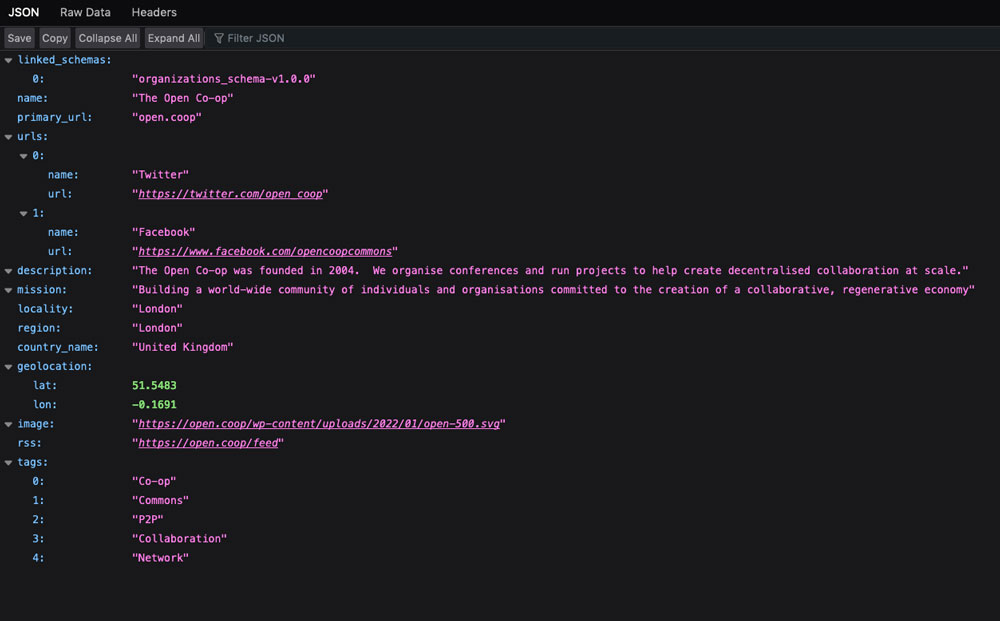 JSON Raw Data Headers
Save Copy Collapse All Expand All Filter JSON
linked_schemas:
0: "organizations_schema-v1.0.0"
name: "The Open Co-op"
primary_url: "open.coop"
urls:
0:
name: "Twitter"
url: "https://twitter.com/open_coop"
1:
name: "Facebook"
url: "https://www.facebook.com/opencoopcommons"
description: "The Open Co-op was founded in 2004.  We organise conferences and run projects to help create decentralised collaboration at scale."
mission: "Building a world-wide community of individuals and organisations committed to the creation of a collaborative, regenerative economy"
locality: "London"
region: "London"
country_name: "United Kingdom"
geolocation:
lat: 51.5483
lon: -0.1691
image: "https://open.coop/wp-content/uploads/2022/01/open-500.svg"
rss: "https://open.coop/feed"
tags:
0: "Co-op"
1: "Commons"
2: "P2P"
3: "Collaboration"
4: "Network"